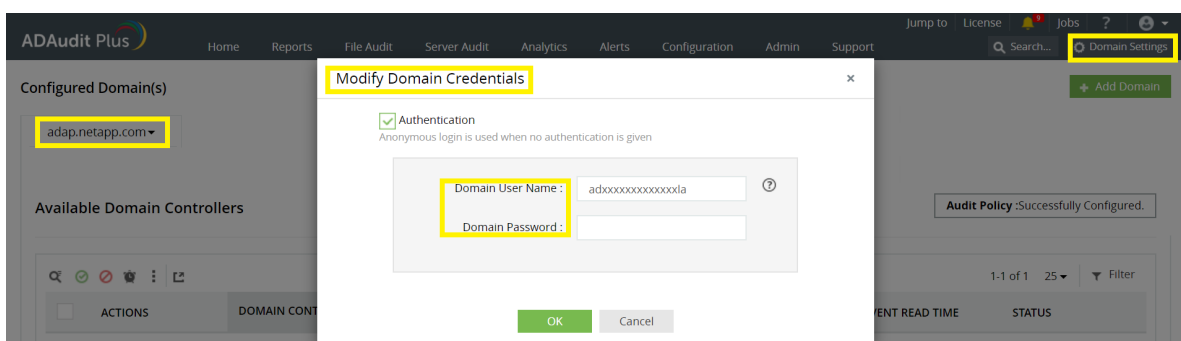 Jump to License 9 Jobs ?
ADAudit Plus
Home Reports File Audit Server Audit Analytics Alerts Configuration Admin Support Search... Domain Settings
Modify Domain Credentials ×
Configured Domain(s) + Add Domain
Authentication
adap.netapp.com
Anonymous login is used when no authentication is given
Domain User Name : adxxxxxxxxxxxxxla ?
Available Domain Controllers Audit Policy :Successfully Configured.
Domain Password :
1-1 of 1 25 Filter
ACTIONS DOMAIN CONT OK Cancel ENT READ TIME STATUS